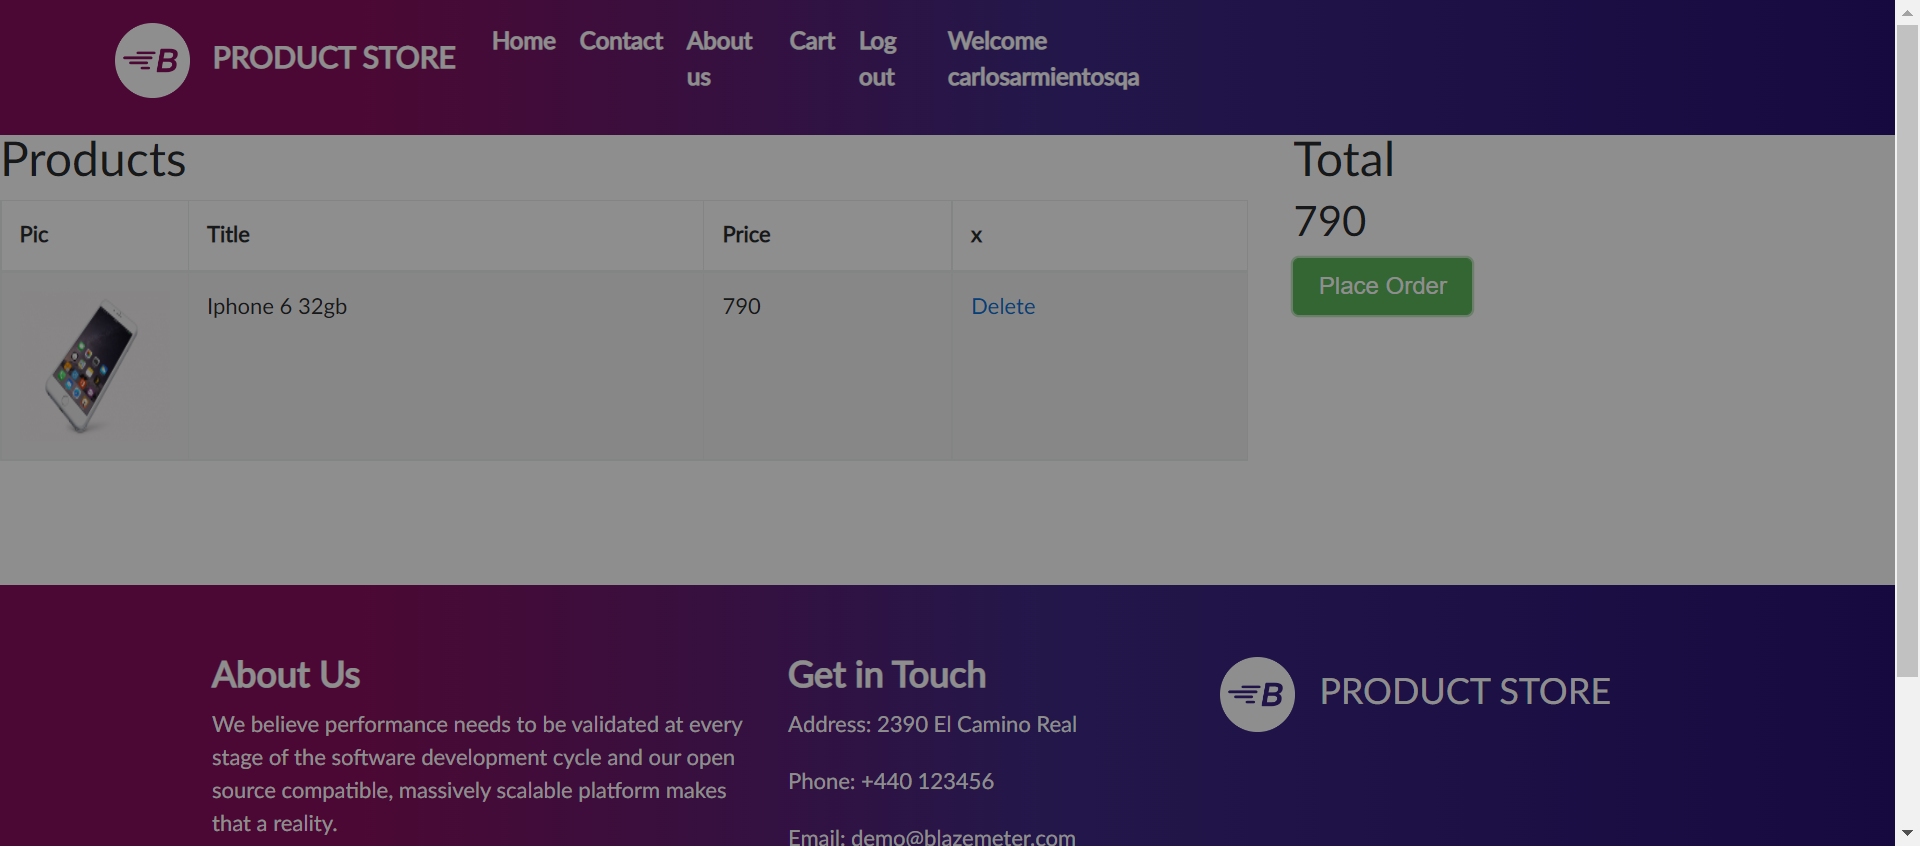 B PRODUCT STORE
Home Contact About us Cart Log out Welcome carlosarmientosqa
Products
Pic Title Price x
Iphone 6 32gb 790 Delete
Total
790
Place Order
About Us
We believe performance needs to be validated at every
stage of the software development cycle and our open
source compatible, massively scalable platform makes
that a reality.
Get in Touch
Address: 2390 El Camino Real
Phone: +440 123456
Email: demo@blazemeter.com
B PRODUCT STORE